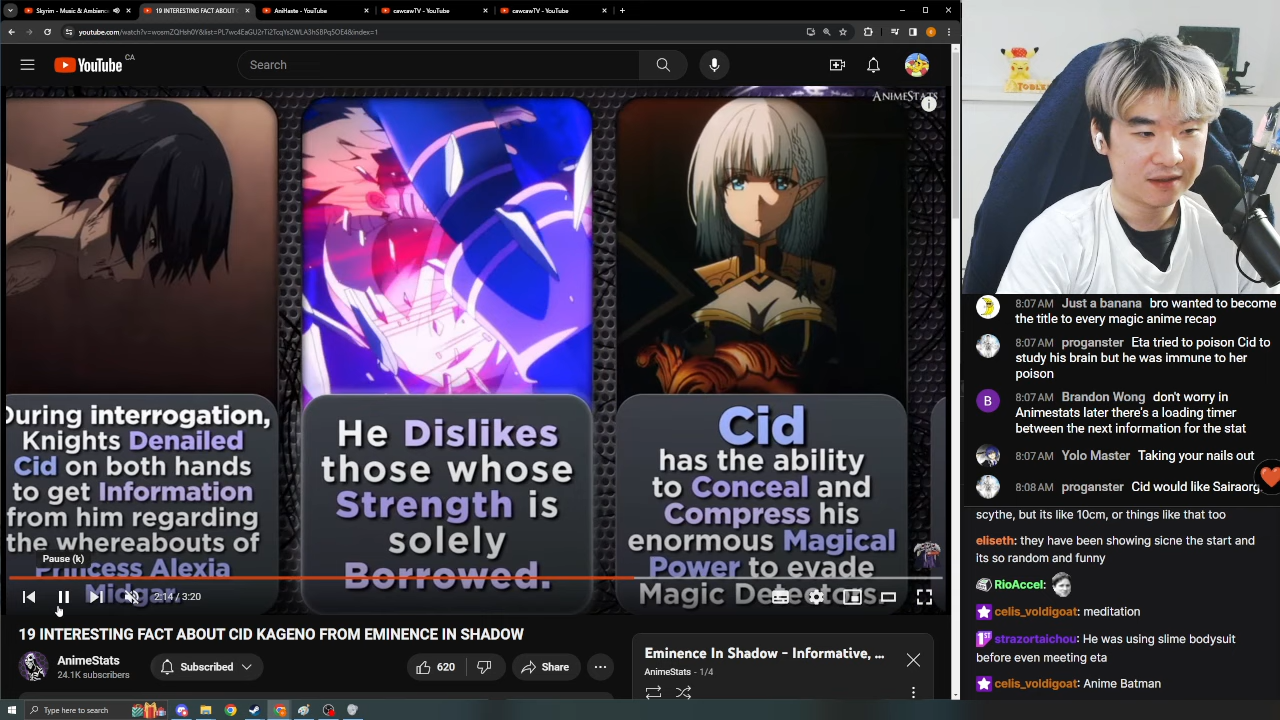 Skyrim - Music & Ambience
19 INTERESTING FACT ABOUT
AniHaste - YouTube
cawcawTV - YouTube
cawcawTV - YouTube
YouTube CA
Search
ANIMESTATS
During interrogation,
Knights Denailed
Cid on both hands
to get Information
from him regarding
the whereabouts of
Princess Alexia
Midgar.
He Dislikes
those whose
Strength is
solely
Borrowed.
Cid
has the ability
to Conceal and
Compress his
enormous Magical
Power to evade
Magic Detectors.
Pause (k)
2:14 / 3:20
19 INTERESTING FACT ABOUT CID KAGENO FROM EMINENCE IN SHADOW
AnimeStats
24.1K subscribers
Subscribed
620
Share
Eminence In Shadow - Informative, ...
AnimeStats - 1/4
Type here to search
TOBLE
8:07 AM Just a banana bro wanted to become
the title to every magic anime recap
8:07 AM proganster Eta tried to poison Cid to
study his brain but he was immune to her
poison
B
8:07 AM Brandon Wong don't worry in
Animestats later there's a loading timer
between the next information for the stat
8:07 AM Yolo Master Taking your nails out
8:08 AM proganster Cid would like Sairaorg
scythe, but its like 10cm, or things like that too
eliseth: they have been showing sicne the start and
its so random and funny
RioAccel:
celis_voldigoat: meditation
1ST strazortaichou: He was using slime bodysuit
before even meeting eta
celis_voldigoat: Anime Batman